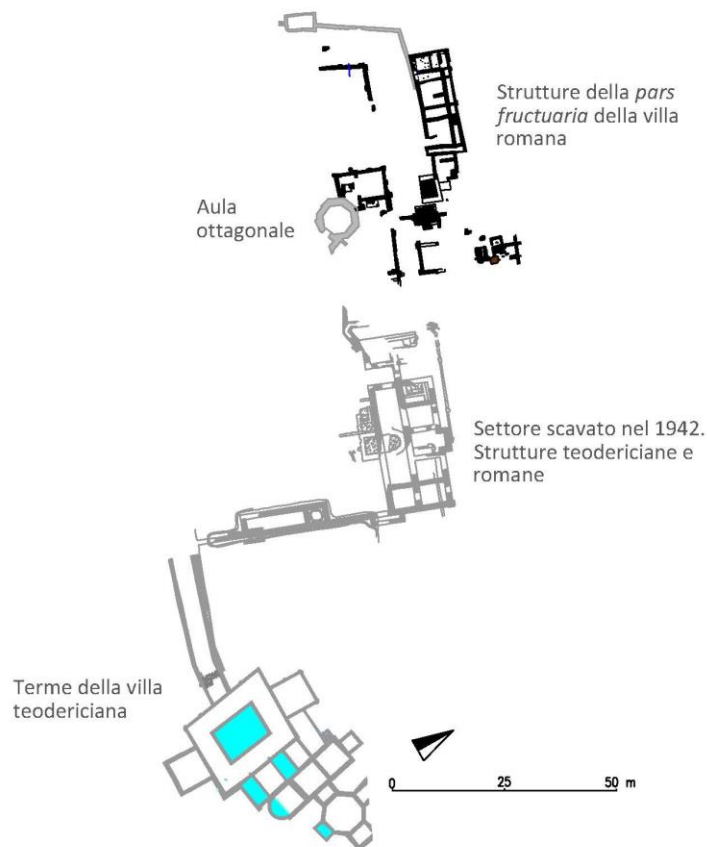 Strutture della pars
fructuaria della villa
romana
Aula
ottagonale
Settore scavato nel 1942.
Strutture teodericiane e
romane
Terme della villa
teodericiana
0 25 50 m